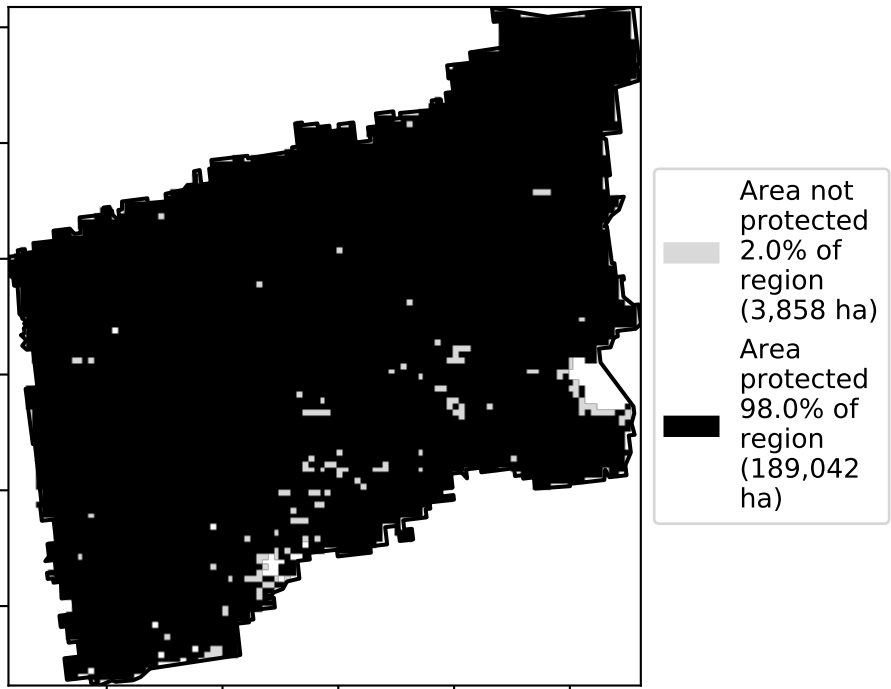 Area not
protected
2.0% of
region
(3,858 ha)
Area
protected
98.0% of
region
(189,042
ha)